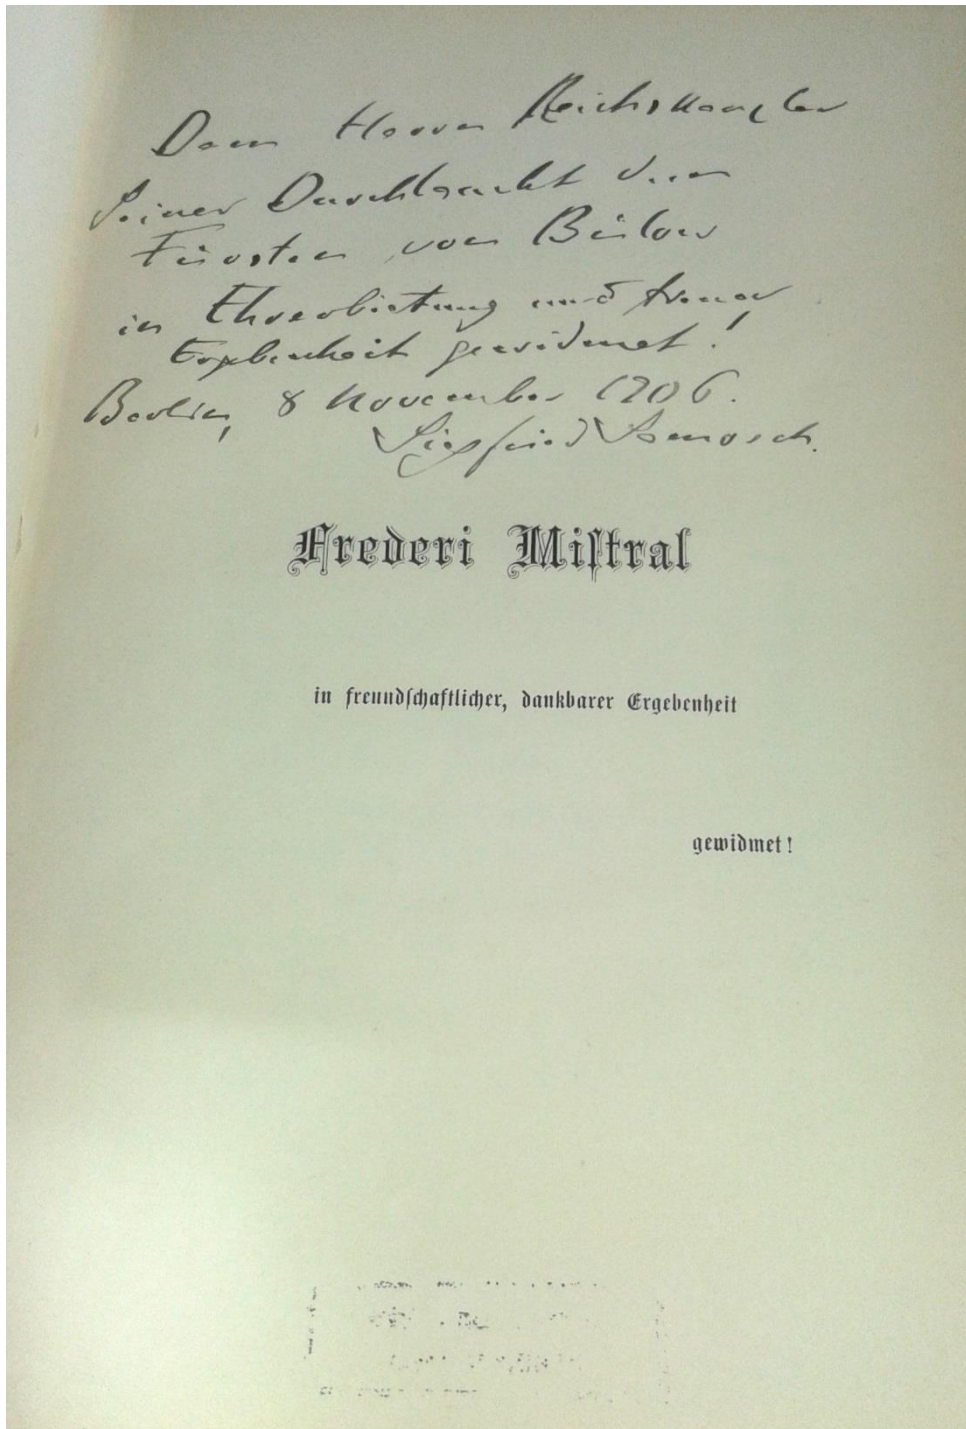 Dem Herrn Reichskanzler
Seiner Durchlaucht dem
Fürsten von Bülow
in Ehrerbietung und treuer
Ergebenheit gewidmet!
Berlin, 8 November 1906.
Siegfried Samosch.
Frederi Miſtral
in freundſchaftlicher, dankbarer Ergebenheit
gewidmet!